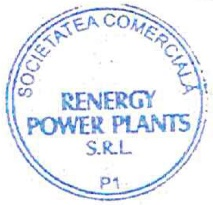 SOCIETATEA COMERCIALĂ
RENERGY
POWER PLANTS
S.R.L.
P1